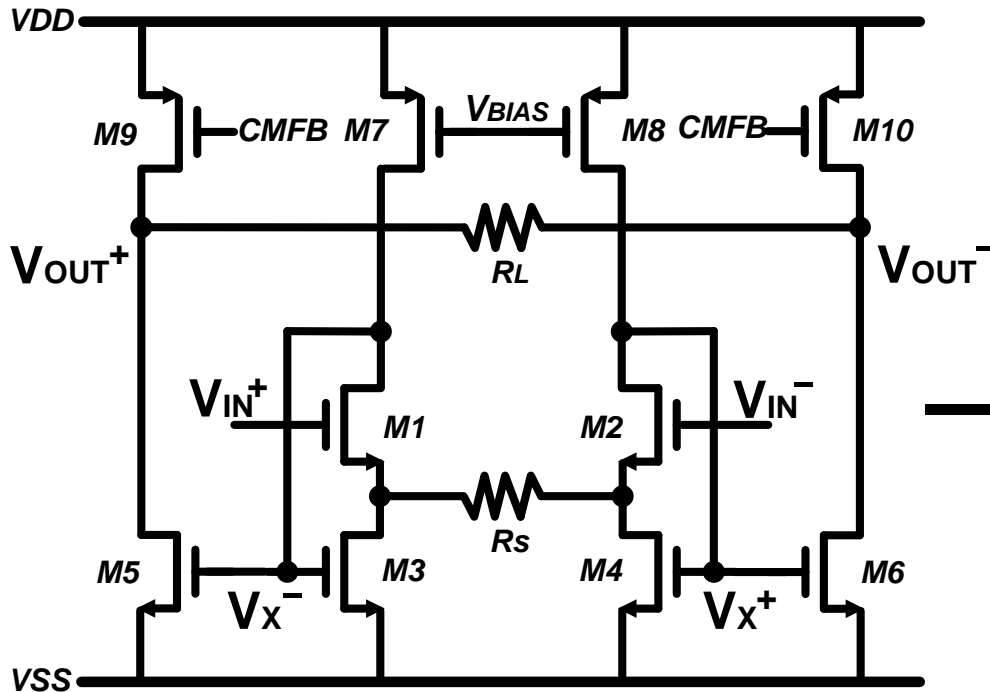 VDD
M9 CMFB M7 VBIAS M8 CMFB M10
VOUT+ RL VOUT−
VIN+ M1 M2 VIN−
RS
M5 VX− M3 M4 VX+ M6
VSS